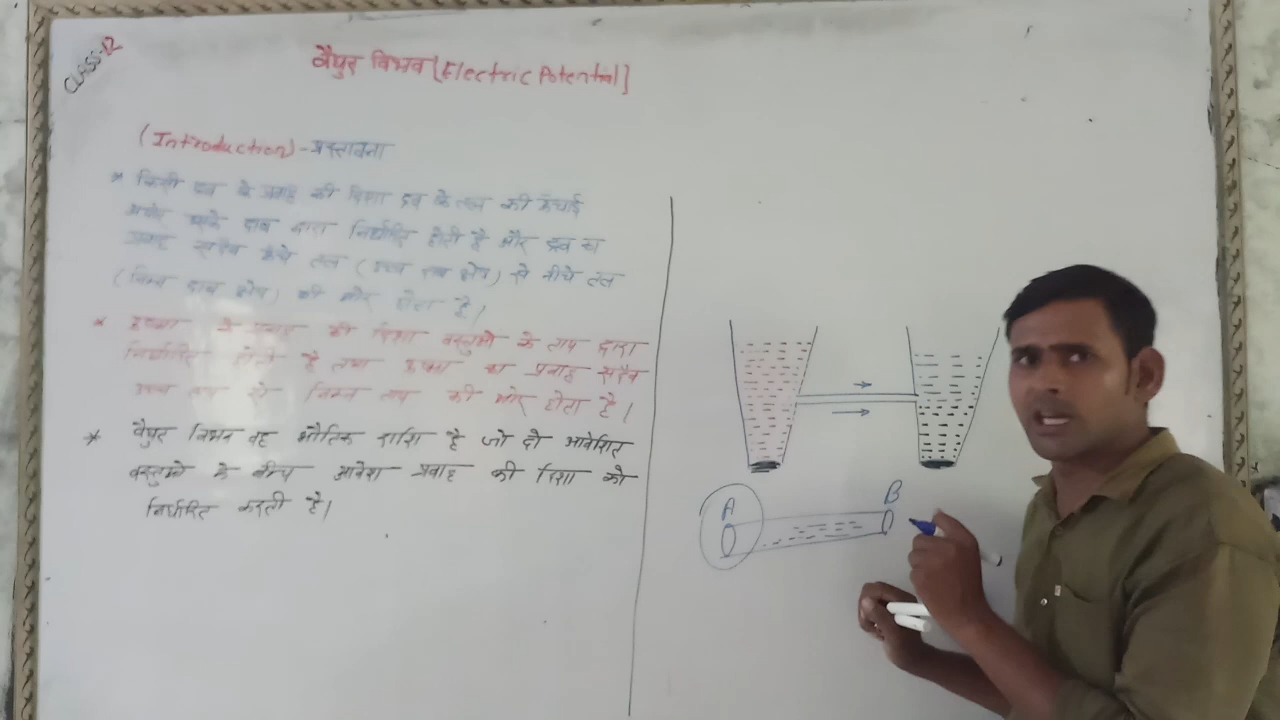 CLASS-12
वैधुत विभव [Electric Potential]
(Introduction) - प्रस्तावना
* किसी द्रव के प्रवाह की दिशा द्रव के तल की ऊँचाई
अर्थात उसके दाब द्वारा निर्धारित होती है और द्रव का
प्रवाह सदैव ऊँचे तल (उच्च दाब क्षेत्र) से नीचे तल
(निम्न दाब क्षेत्र) की ओर होता है।
* ऊष्मा के प्रवाह की दिशा वस्तुओं के ताप द्वारा
निर्धारित होती है तथा ऊष्मा का प्रवाह सदैव
उच्च ताप से निम्न ताप की ओर होता है।
* वैधुत विभव वह भौतिक राशि है जो दो आवेशित
वस्तुओं के बीच आवेश प्रवाह की दिशा को
निर्धारित करती है।
A
B